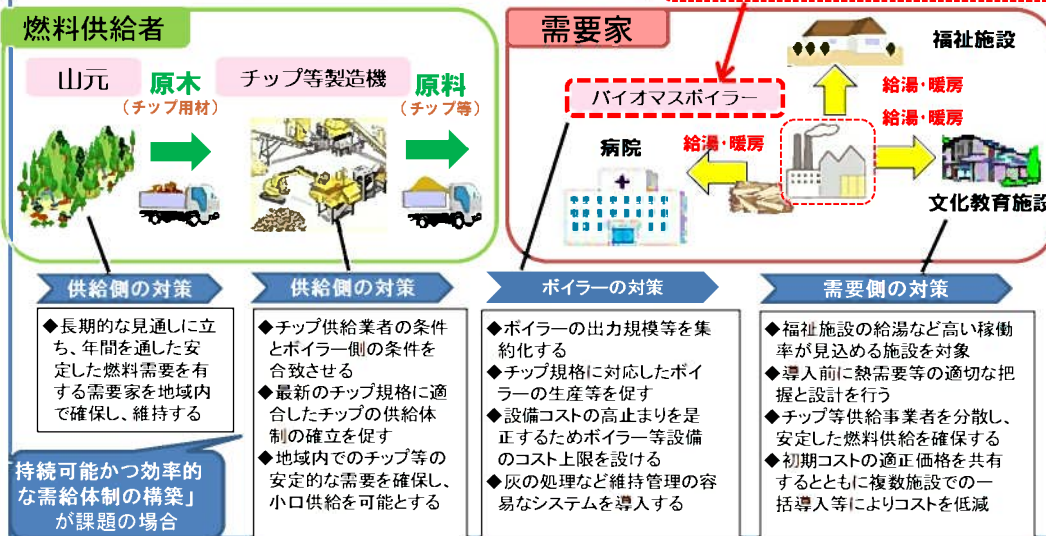 燃料供給者
山元
原木
（チップ用材）
チップ等製造機
原料
（チップ等）
需要家
福祉施設
バイオマスボイラー
給湯・暖房
給湯・暖房
病院
給湯・暖房
文化教育施設
供給側の対策
◆長期的な見通しに立
ち、年間を通した安
定した燃料需要を有
する需要家を地域内
で確保し、維持する
供給側の対策
◆チップ供給業者の条件
とボイラー側の条件を
合致させる
◆最新のチップ規格に適
合したチップの供給体
制の確立を促す
◆地域内でのチップ等の
安定的な需要を確保し、
小口供給を可能とする
ボイラーの対策
◆ボイラーの出力規模等を集
約化する
◆チップ規格に対応したボイ
ラーの生産等を促す
◆設備コストの高止まりを是
正するためボイラー等設備
のコスト上限を設ける
◆灰の処理など維持管理の容
易なシステムを導入する
需要側の対策
◆福祉施設の給湯など高い稼働
率が見込める施設を対象
◆導入前に熱需要等の適切な把
握と設計を行う
◆チップ等供給事業者を分散し、
安定した燃料供給を確保する
◆初期コストの適正価格を共有
するとともに複数施設での一
括導入等によりコストを低減
「持続可能かつ効率的
な需給体制の構築」
が課題の場合